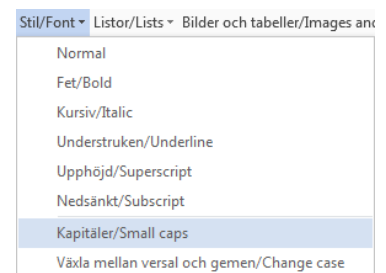 Stil/Font Listor/Lists Bilder och tabeller/Images
Normal
Fet/Bold
Kursiv/Italic
Understruken/Underline
Upphöjd/Superscript
Nedsänkt/Subscript
Kapitäler/Small caps
Växla mellan versal och gemen/Change case